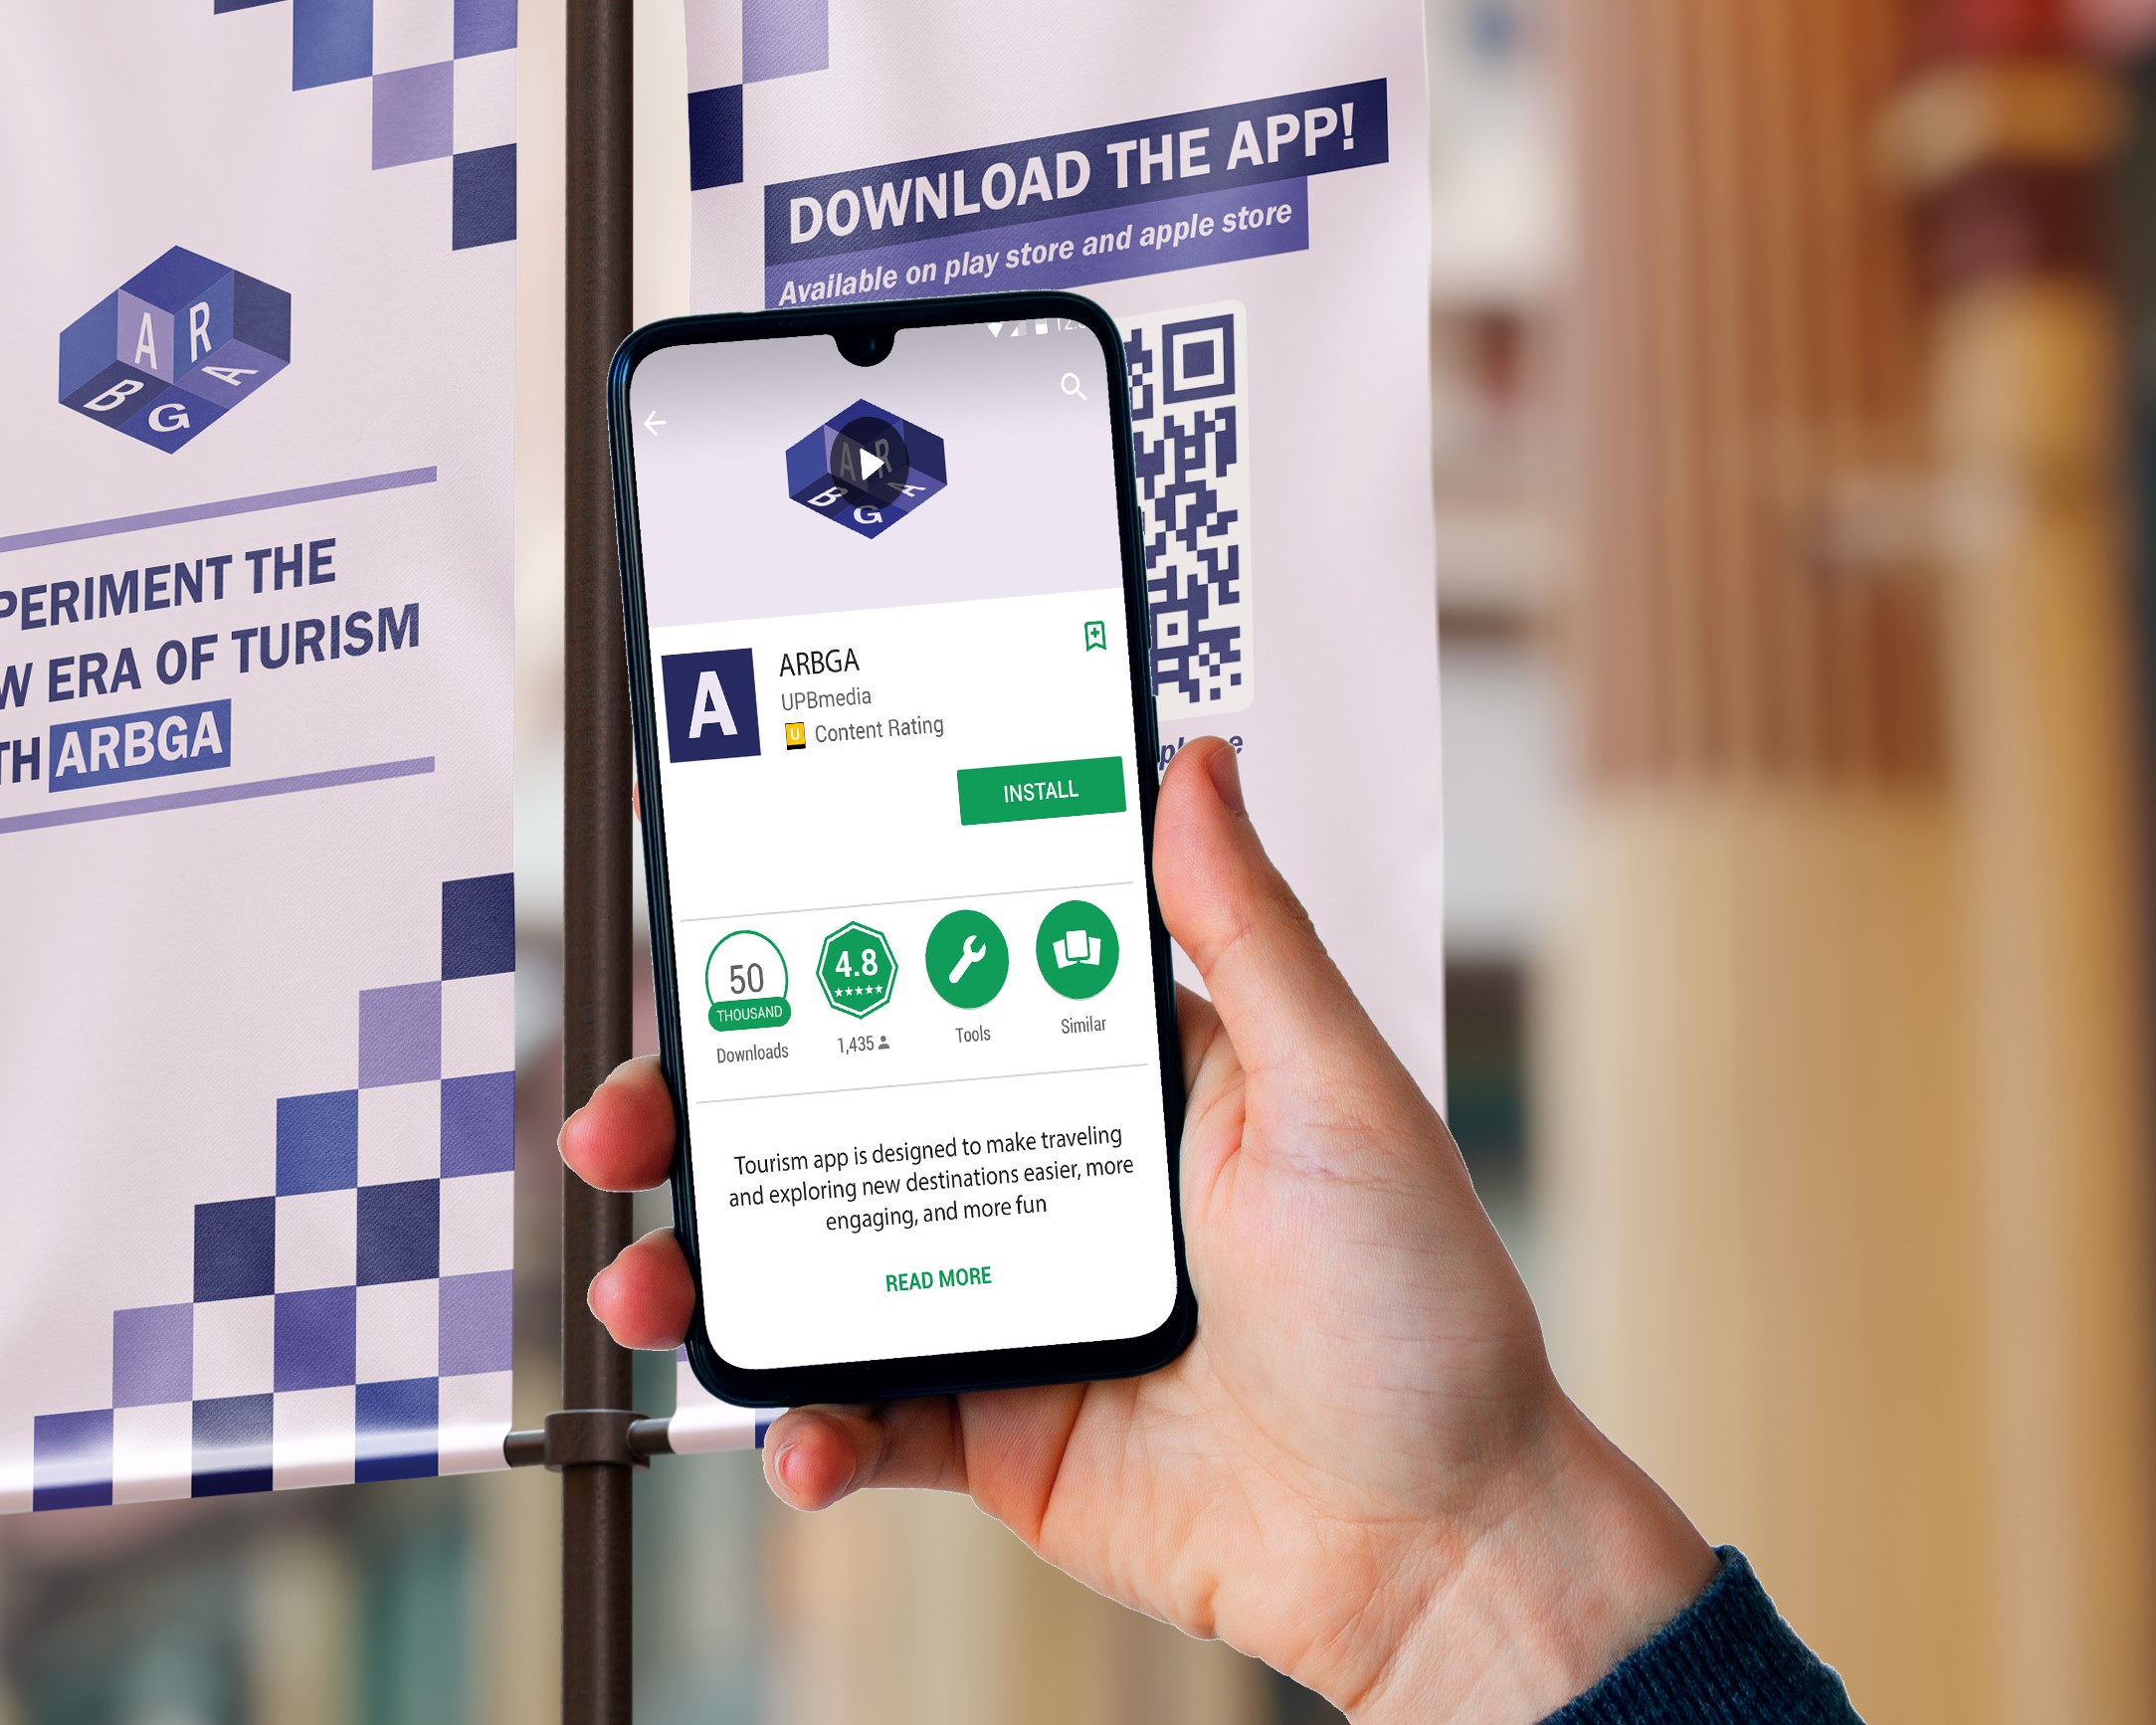 A R
B G A
PERIMENT THE
W ERA OF TURISM
TH ARBGA
DOWNLOAD THE APP!
Available on play store and apple store
A R
B G A
A
ARBGA
UPBmedia
U Content Rating
INSTALL
50
THOUSAND
Downloads
4.8
1,435
Tools
Similar
Tourism app is designed to make traveling
and exploring new destinations easier, more
engaging, and more fun
READ MORE